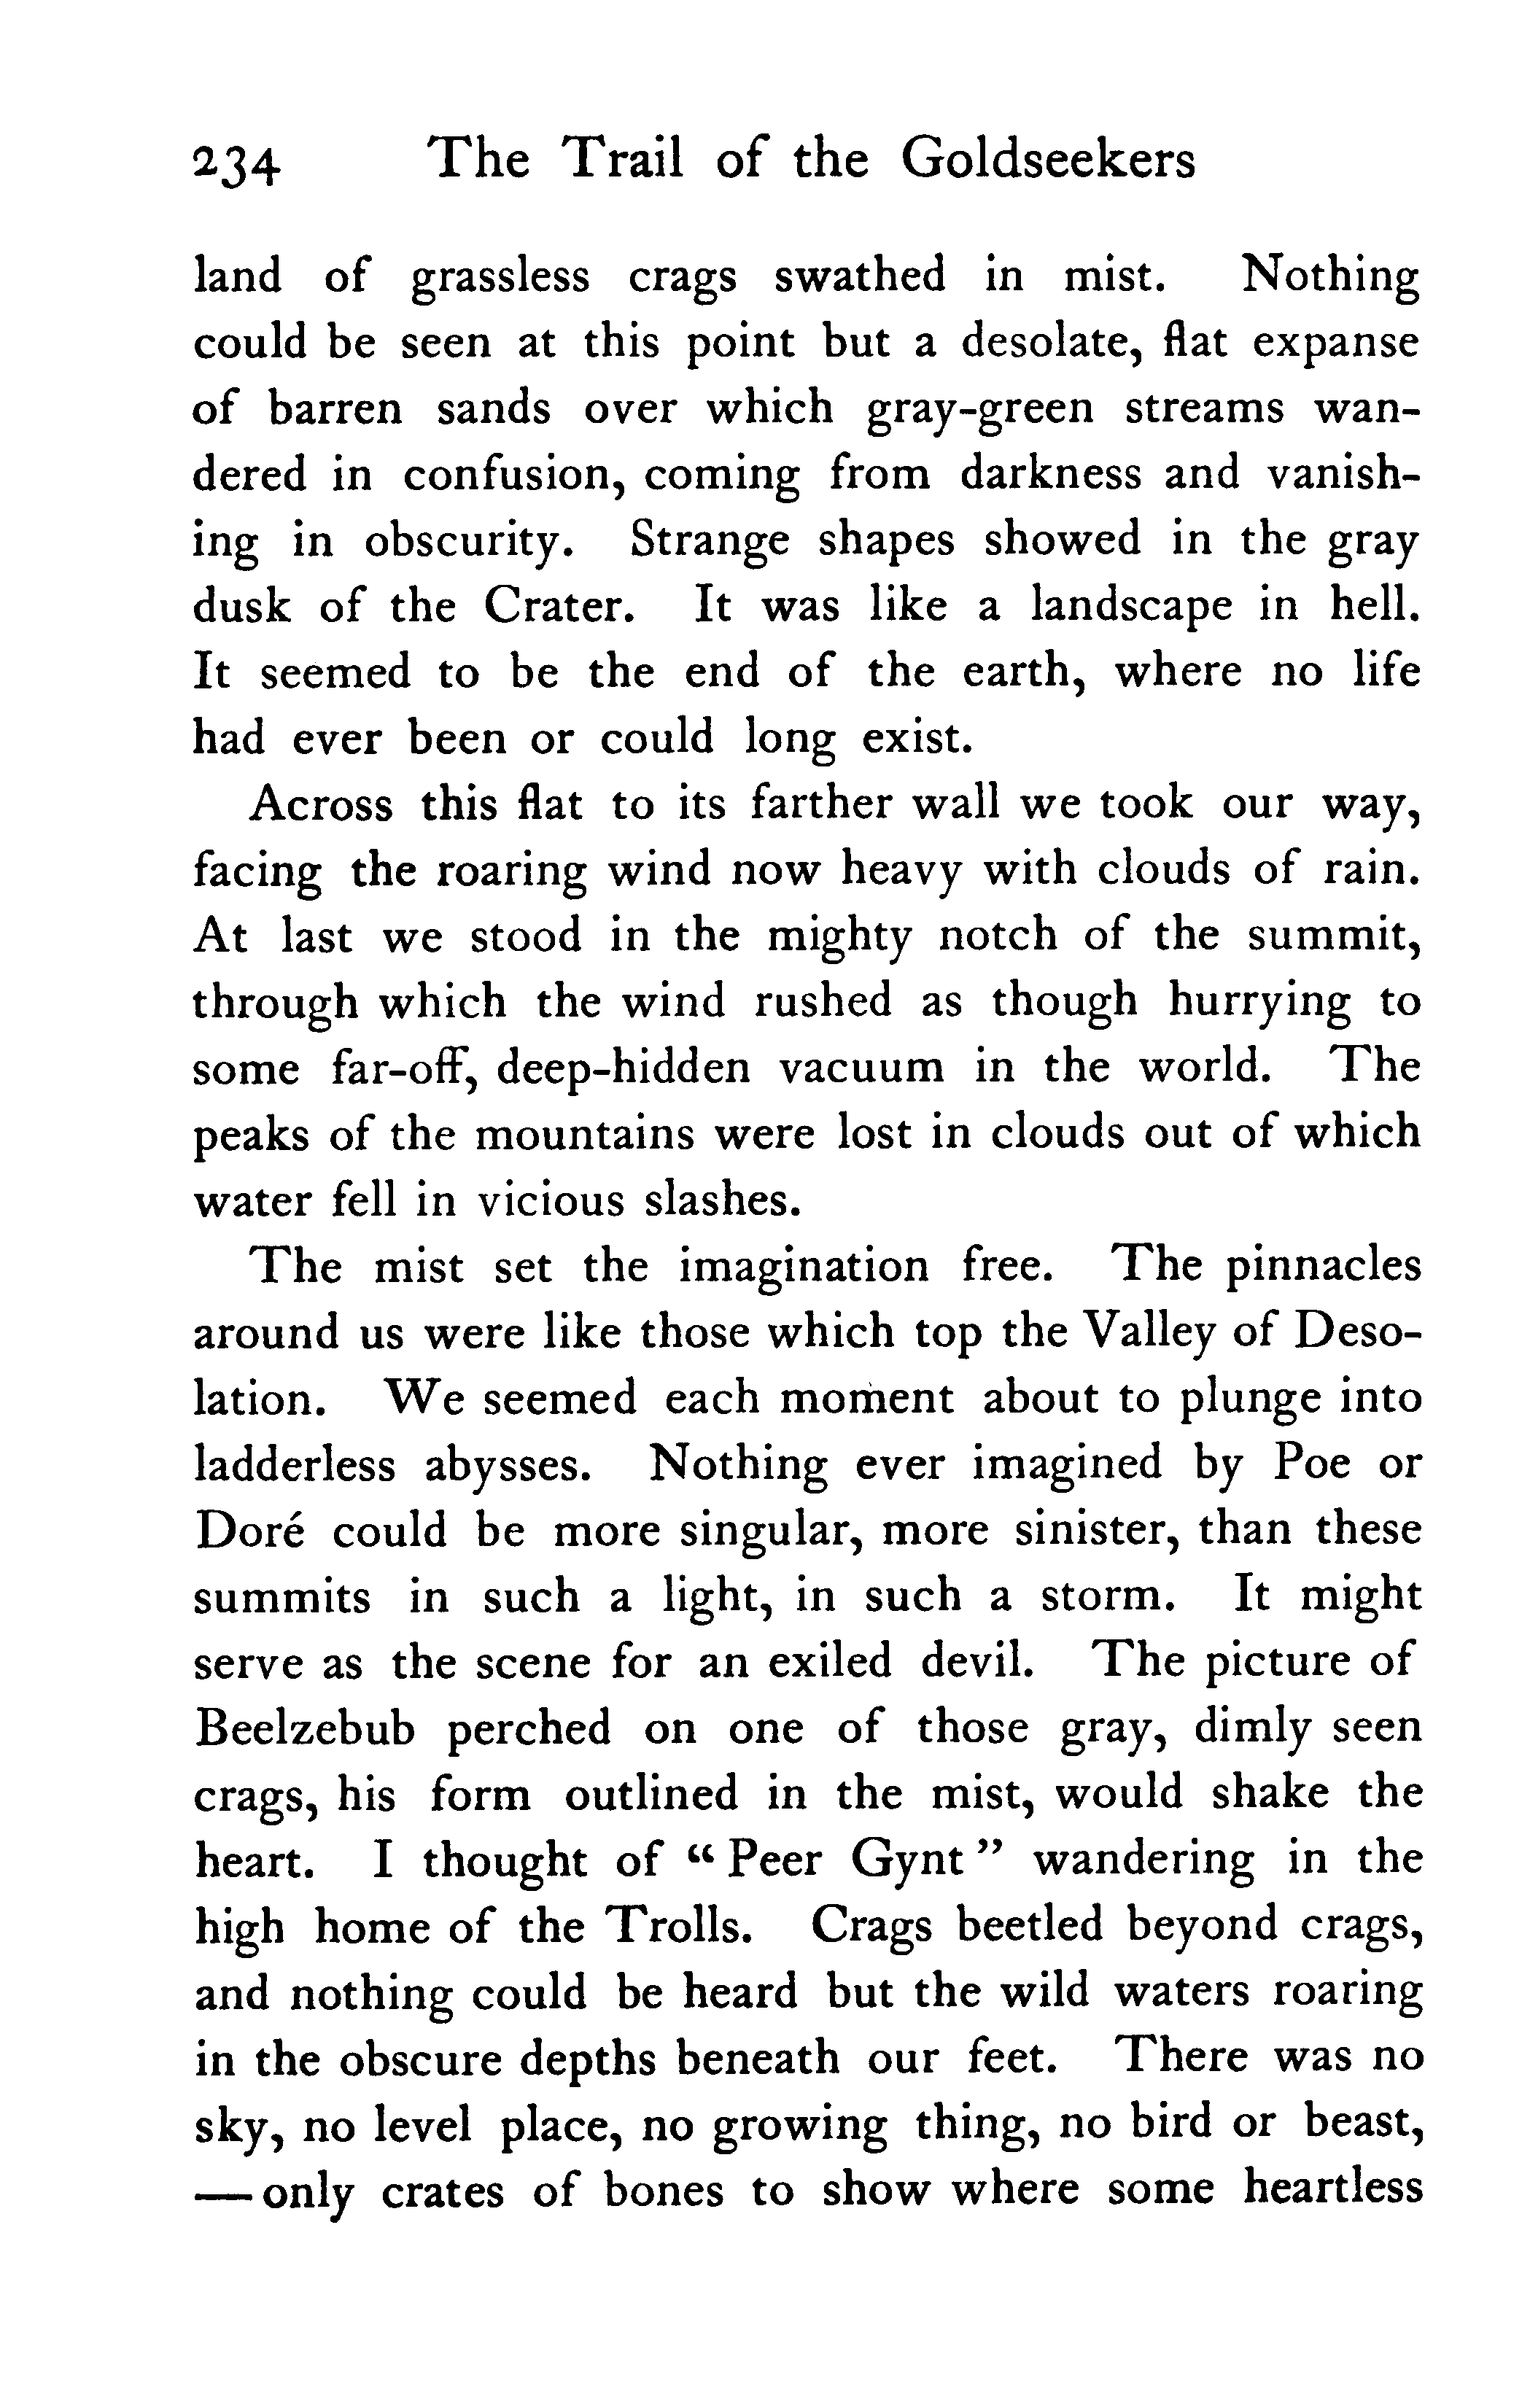 234 The Trail of the Goldseekers
land of grassless crags swathed in mist. Nothing
could be seen at this point but a desolate, flat expanse
of barren sands over which gray-green streams wan-
dered in confusion, coming from darkness and vanish-
ing in obscurity. Strange shapes showed in the gray
dusk of the Crater. It was like a landscape in hell.
It seemed to be the end of the earth, where no life
had ever been or could long exist.
Across this flat to its farther wall we took our way,
facing the roaring wind now heavy with clouds of rain.
At last we stood in the mighty notch of the summit,
through which the wind rushed as though hurrying to
some far-off, deep-hidden vacuum in the world. The
peaks of the mountains were lost in clouds out of which
water fell in vicious slashes.
The mist set the imagination free. The pinnacles
around us were like those which top the Valley of Deso-
lation. We seemed each moment about to plunge into
ladderless abysses. Nothing ever imagined by Poe or
Doré could be more singular, more sinister, than these
summits in such a light, in such a storm. It might
serve as the scene for an exiled devil. The picture of
Beelzebub perched on one of those gray, dimly seen
crags, his form outlined in the mist, would shake the
heart. I thought of “Peer Gynt” wandering in the
high home of the Trolls. Crags beetled beyond crags,
and nothing could be heard but the wild waters roaring
in the obscure depths beneath our feet. There was no
sky, no level place, no growing thing, no bird or beast,
—only crates of bones to show where some heartless